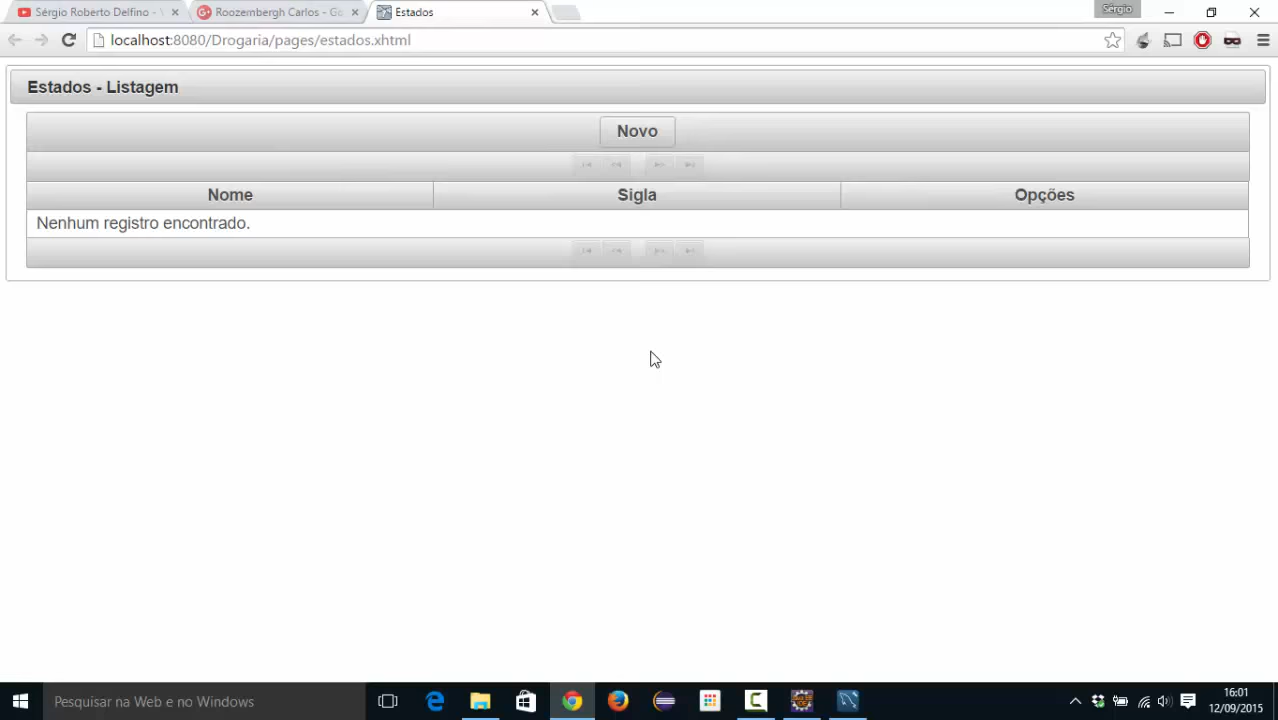 Sérgio Roberto Delfino -
Roozembergh Carlos - Go
Estados
Sérgio
localhost:8080/Drogaria/pages/estados.xhtml
Estados - Listagem
Novo
Nome Sigla Opções
Nenhum registro encontrado.
Pesquisar na Web e no Windows
16:01
12/09/2015